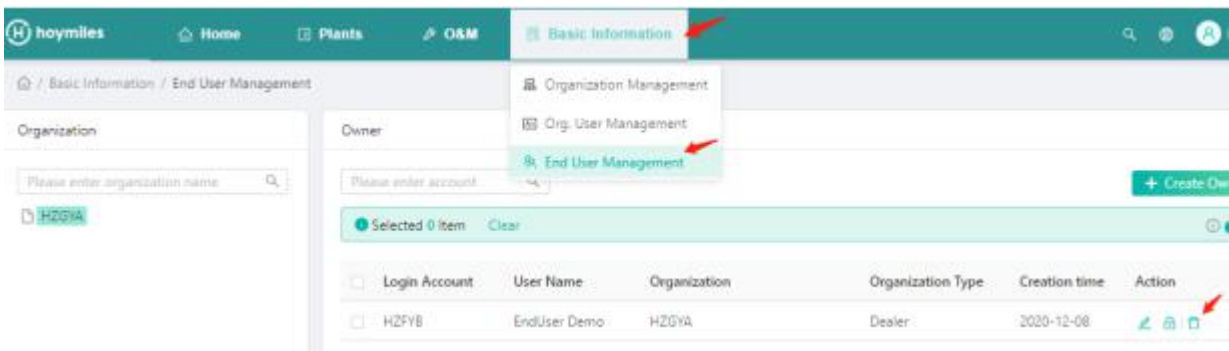 hoymiles Home Plants O&M Basic Information
/ Basic Information / End User Management
Organization Management
Organization
Owner
Org. User Management
End User Management
Please enter organization name
Please enter account
+ Create Ow
HZGYA
Selected 0 item Clear
Login Account User Name Organization Organization Type Creation time Action
HZFYB EndUser Demo HZGYA Dealer 2020-12-08